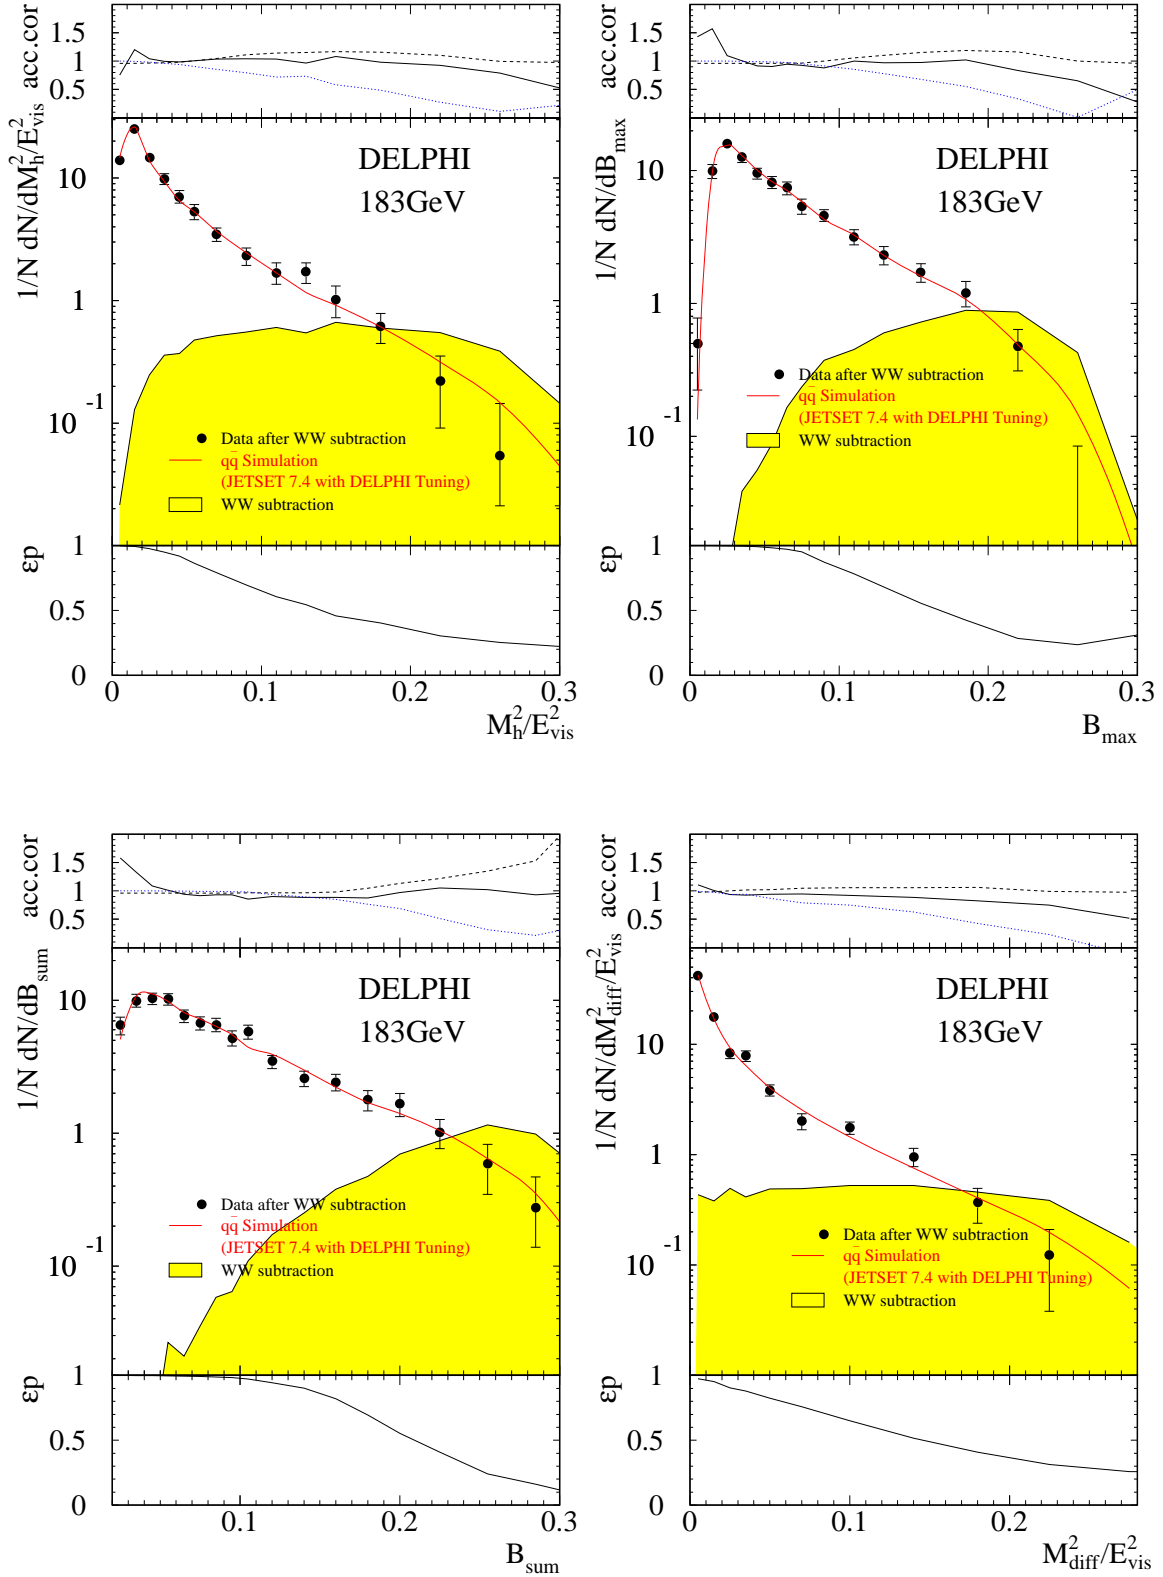 acc.cor
1.5
1
0.5
1/N dN/dM_h^2/E_vis^2
10
1
10^-1
DELPHI
183GeV
Data after WW subtraction
qq̄ Simulation
(JETSET 7.4 with DELPHI Tuning)
WW subtraction
εp
1
0.5
0
0 0.1 0.2 0.3
M_h^2/E_vis^2
acc.cor
1.5
1
0.5
1/N dN/dB_max
10
1
10^-1
DELPHI
183GeV
Data after WW subtraction
qq̄ Simulation
(JETSET 7.4 with DELPHI Tuning)
WW subtraction
εp
1
0.5
0
0 0.1 0.2 0.3
B_max
acc.cor
1.5
1
0.5
1/N dN/dB_sum
10
1
10^-1
DELPHI
183GeV
Data after WW subtraction
qq̄ Simulation
(JETSET 7.4 with DELPHI Tuning)
WW subtraction
εp
1
0.5
0
0.1 0.2 0.3
B_sum
acc.cor
1.5
1
0.5
1/N dN/dM_diff^2/E_vis^2
10
1
10^-1
DELPHI
183GeV
Data after WW subtraction
qq̄ Simulation
(JETSET 7.4 with DELPHI Tuning)
WW subtraction
εp
1
0.5
0
0 0.1 0.2
M_diff^2/E_vis^2